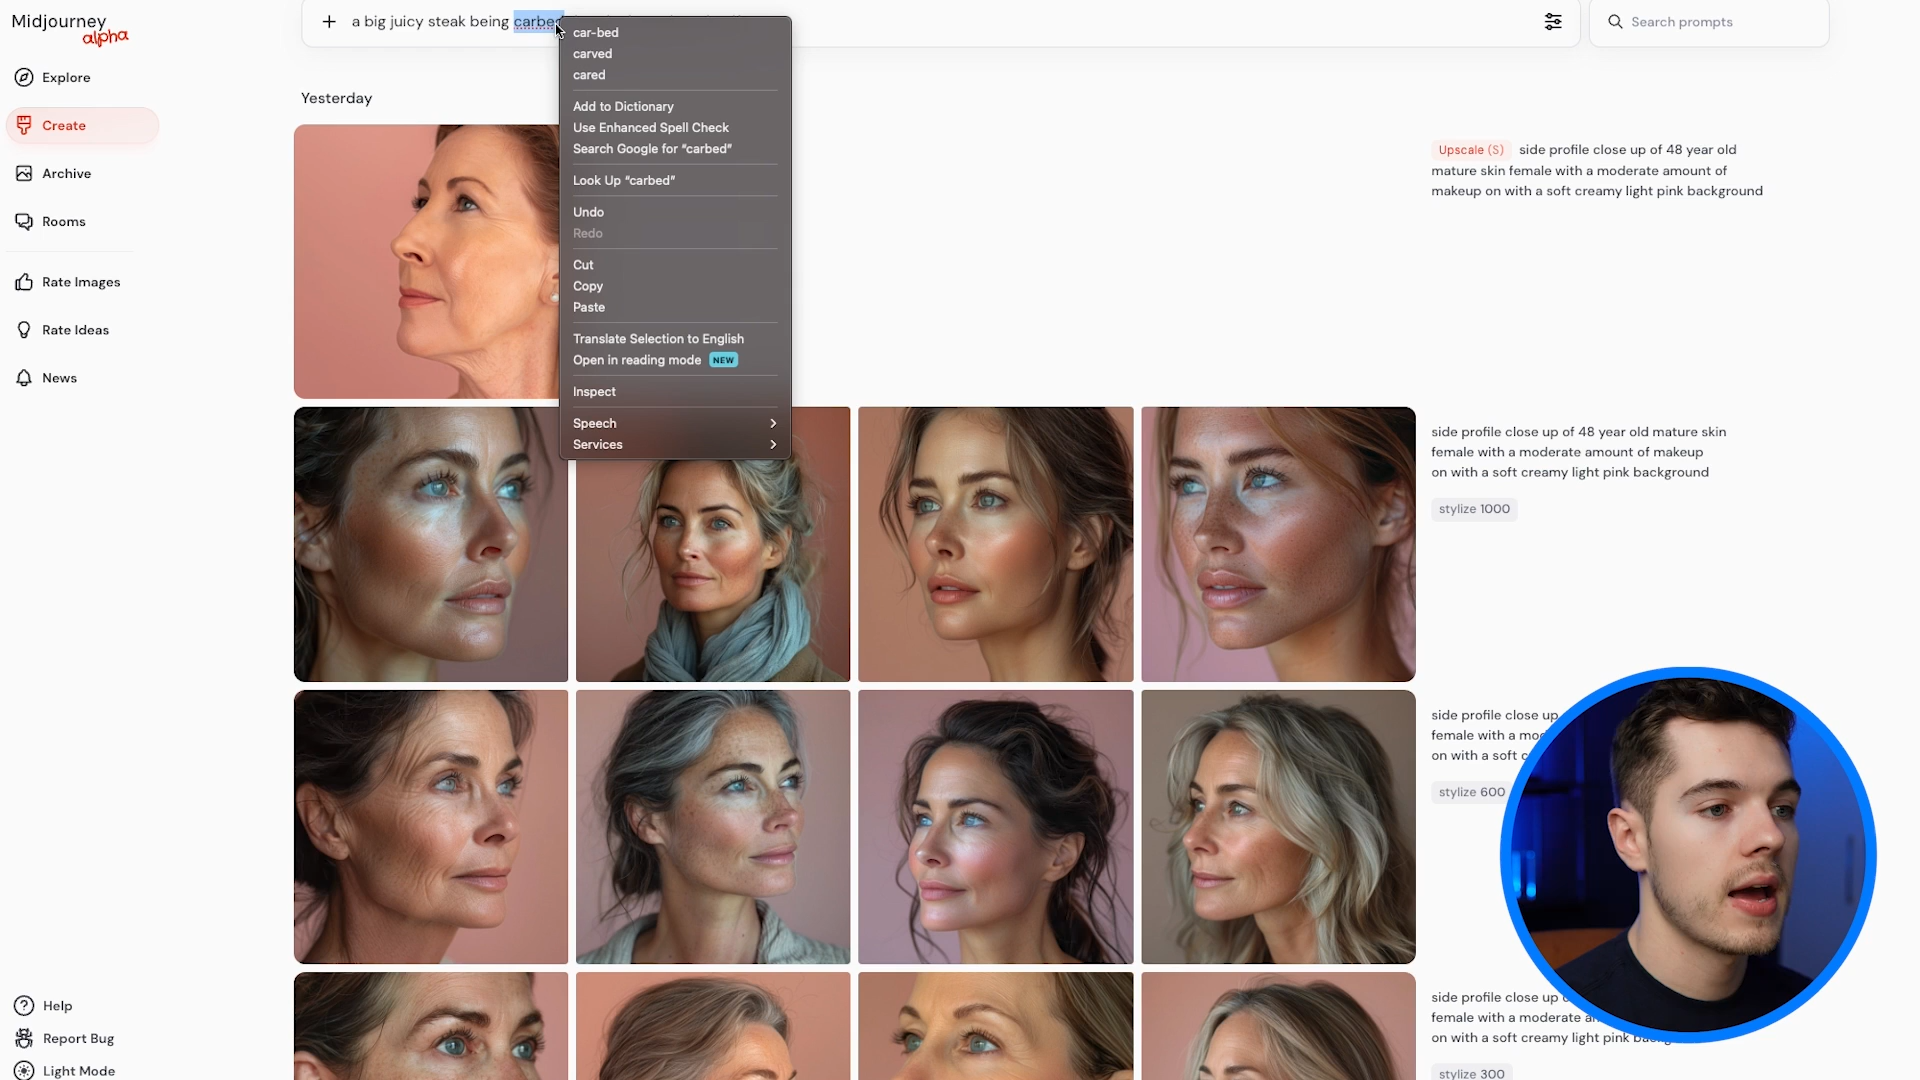 Midjourney
alpha
a big juicy steak being carbed
Search prompts
Explore
Create
Archive
Rooms
Rate Images
Rate Ideas
News
Help
Report Bug
Light Mode
Yesterday
car-bed
carved
cared
Add to Dictionary
Use Enhanced Spell Check
Search Google for “carbed”
Look Up “carbed”
Undo
Redo
Cut
Copy
Paste
Translate Selection to English
Open in reading mode NEW
Inspect
Speech
Services
Upscale (S) side profile close up of 48 year old
mature skin female with a moderate amount of
makeup on with a soft creamy light pink background
side profile close up of 48 year old mature skin
female with a moderate amount of makeup
on with a soft creamy light pink background
stylize 1000
side profile close up
female with a
on with a soft
stylize 600
side profile close up
female with a moderate
on with a soft creamy light pink
stylize 300